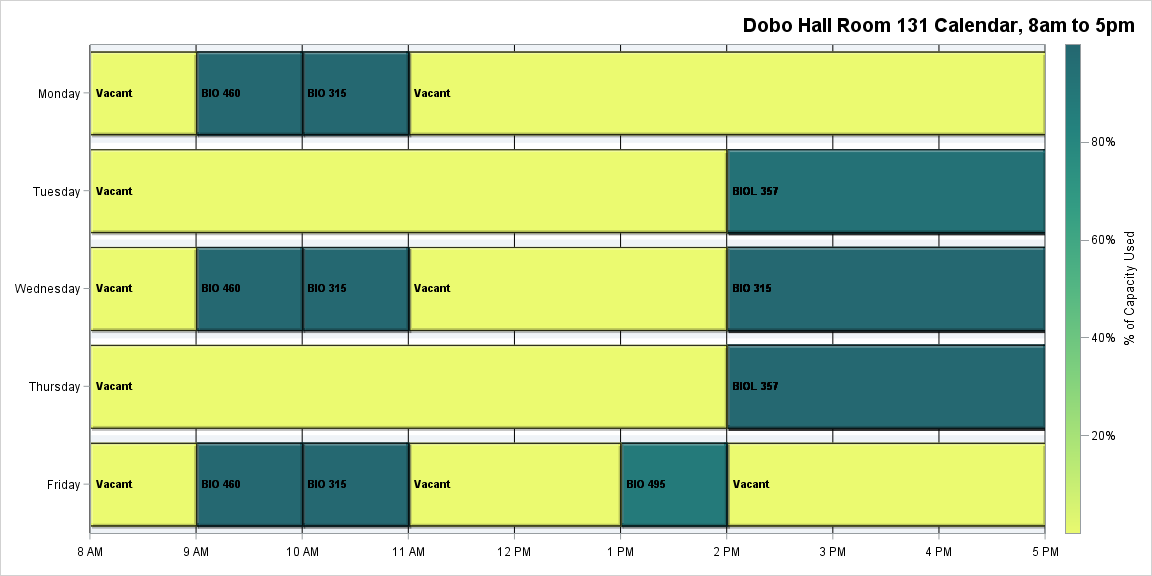 Dobo Hall Room 131 Calendar, 8am to 5pm
Monday Vacant BIO 460 BIO 315 Vacant
80%
Tuesday Vacant BIOL 357
60%
% of Capacity Used
Wednesday Vacant BIO 460 BIO 315 Vacant BIO 315
40%
Thursday Vacant BIOL 357
20%
Friday Vacant BIO 460 BIO 315 Vacant BIO 495 Vacant
8 AM 9 AM 10 AM 11 AM 12 PM 1 PM 2 PM 3 PM 4 PM 5 PM